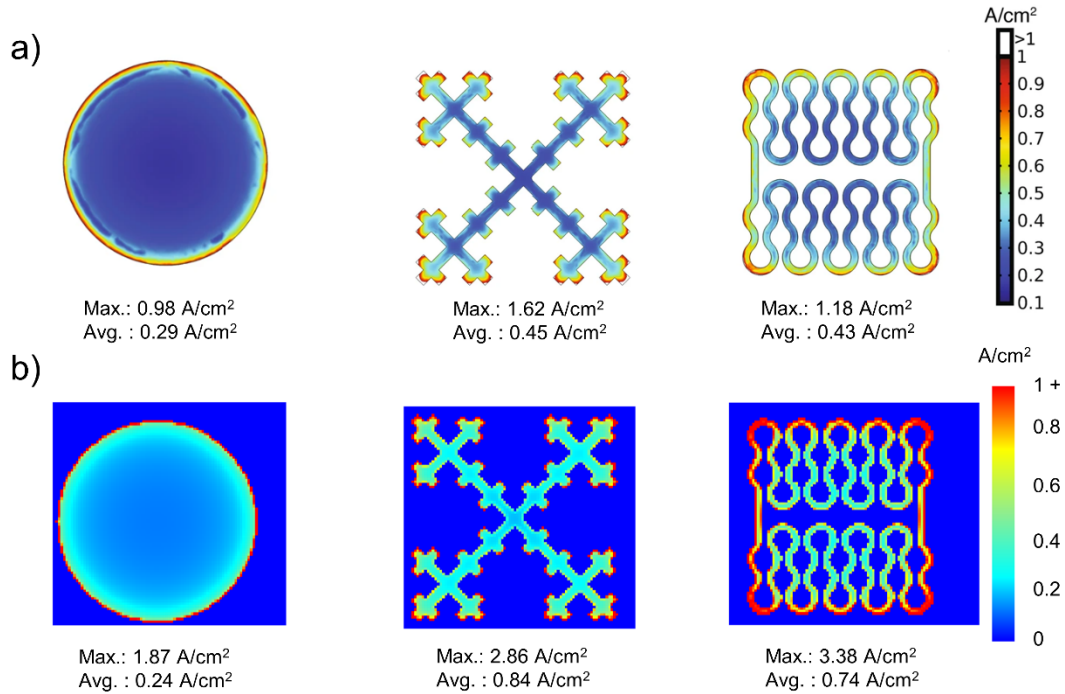 a)
A/cm²
>1
1
0.9
0.8
0.7
0.6
0.5
0.4
0.3
0.2
0.1
Max.: 0.98 A/cm²
Avg. : 0.29 A/cm²
Max.: 1.62 A/cm²
Avg. : 0.45 A/cm²
Max.: 1.18 A/cm²
Avg. : 0.43 A/cm²
b)
A/cm²
1 +
0.8
0.6
0.4
0.2
0
Max.: 1.87 A/cm²
Avg. : 0.24 A/cm²
Max.: 2.86 A/cm²
Avg. : 0.84 A/cm²
Max.: 3.38 A/cm²
Avg. : 0.74 A/cm²